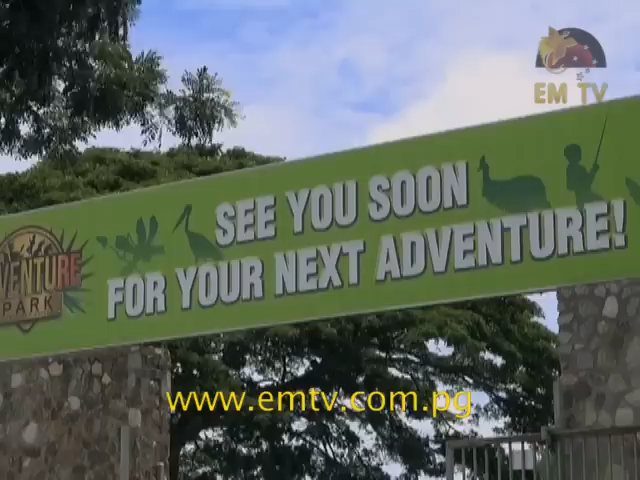 EM TV
SEE YOU SOON
FOR YOUR NEXT ADVENTURE!
VENTURE
PARK
www.emtv.com.pg